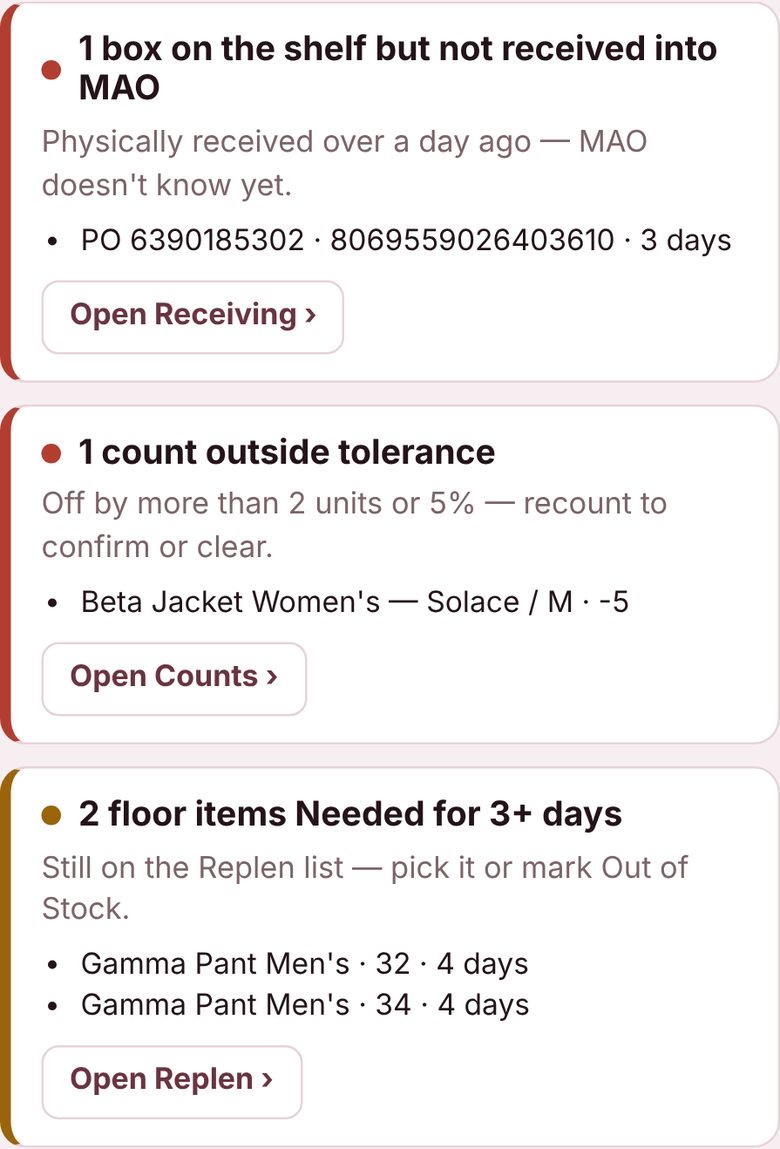 1 box on the shelf but not received into
MAO
Physically received over a day ago — MAO
doesn't know yet.
• PO 6390185302 · 8069559026403610 · 3 days
Open Receiving ›
1 count outside tolerance
Off by more than 2 units or 5% — recount to
confirm or clear.
• Beta Jacket Women's — Solace / M · -5
Open Counts ›
2 floor items Needed for 3+ days
Still on the Replen list — pick it or mark Out of
Stock.
• Gamma Pant Men's · 32 · 4 days
• Gamma Pant Men's · 34 · 4 days
Open Replen ›